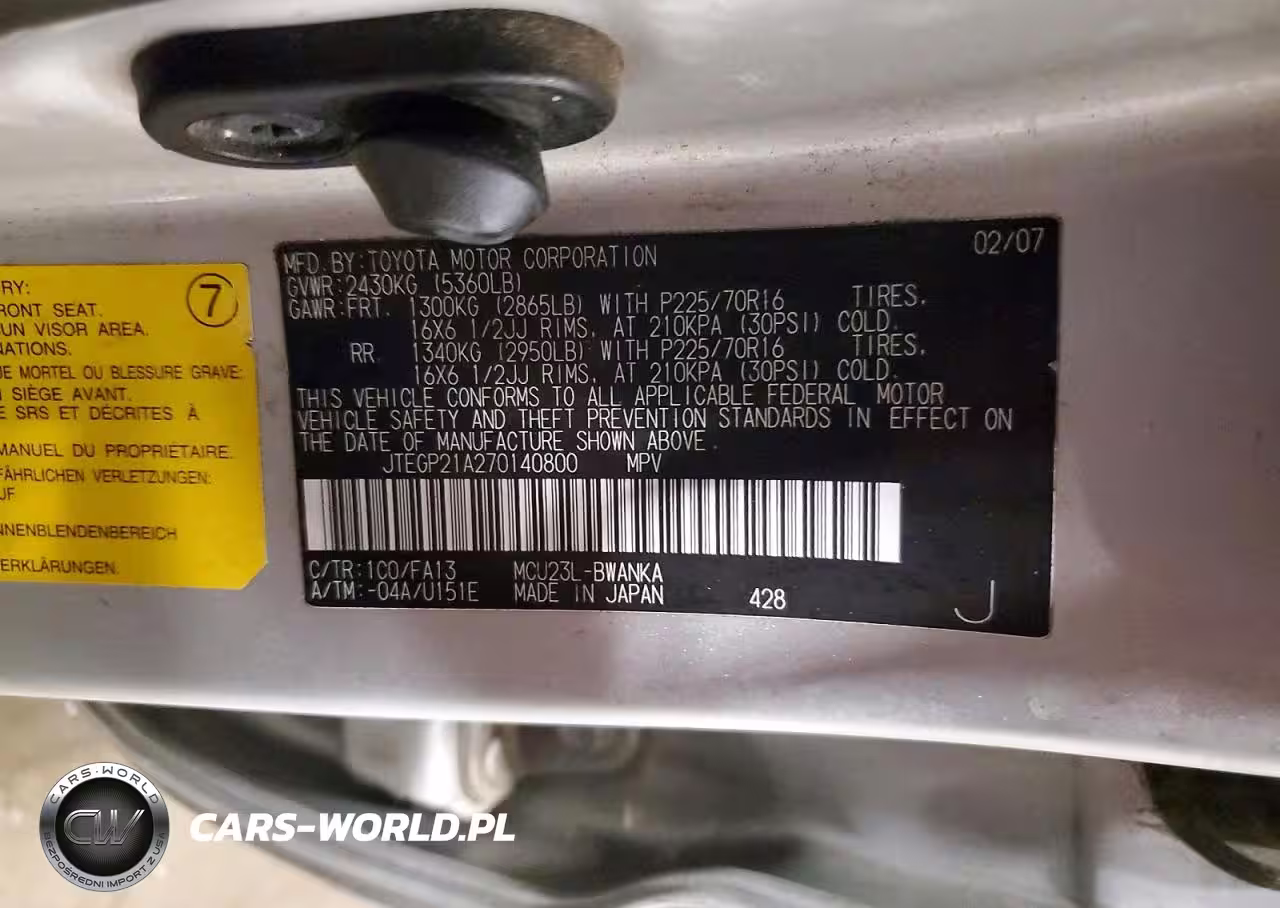 RY:
RONT SEAT.
UN VISOR AREA.
NATIONS.
7
E MORTEL OU BLESSURE GRAVE:
SIÈGE AVANT.
E SRS ET DÉCRITES À
MANUEL DU PROPRIÉTAIRE.
FÄHRLICHEN VERLETZUNGEN:
UF
NNENBLENDENBEREICH
ERKLÄRUNGEN.
02/07
MFD. BY: TOYOTA MOTOR CORPORATION
GVWR: 2430KG (5360LB)
GAWR: FRT. 1300KG (2865LB) WITH P225/70R16 TIRES.
16X6 1/2JJ RIMS, AT 210KPA (30PSI) COLD.
RR. 1340KG (2950LB) WITH P225/70R16 TIRES.
16X6 1/2JJ RIMS, AT 210KPA (30PSI) COLD.
THIS VEHICLE CONFORMS TO ALL APPLICABLE FEDERAL MOTOR
VEHICLE SAFETY AND THEFT PREVENTION STANDARDS IN EFFECT ON
THE DATE OF MANUFACTURE SHOWN ABOVE.
JTEGP21A270140800 MPV
C/TR: 1C0/FA13 MCU23L-BWANKA
A/TM: -04A/U151E MADE IN JAPAN 428 J
CARS-WORLD
CW
BEZPOŚREDNI IMPORT Z USA
CARS-WORLD.PL